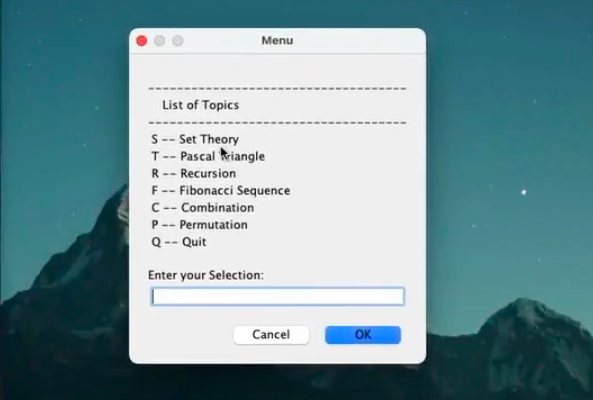 Menu
------------------------------------
List of Topics
------------------------------------
S -- Set Theory
T -- Pascal Triangle
R -- Recursion
F -- Fibonacci Sequence
C -- Combination
P -- Permutation
Q -- Quit
Enter your Selection:
Cancel OK